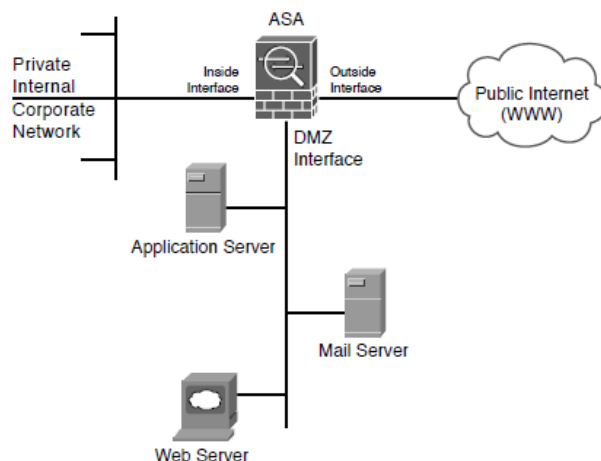 ASA
Private
Internal
Corporate
Network
Inside
Interface
Outside
Interface
Public Internet
(WWW)
DMZ
Interface
Application Server
Mail Server
Web Server